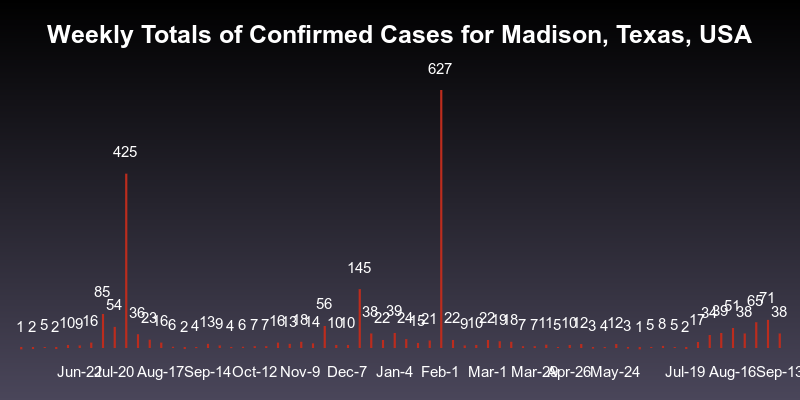 Weekly Totals of Confirmed Cases for Madison, Texas, USA
1 2 5 2 10 9 16 85 54 425 36 23 16 6 2 4 13 9 4 6 7 7 16 13 18 14 56 10 10 145 38 22 39 24 15 21 627 22 9 10 22 19 18 7 7 11 5 10 12 3 4 12 3 1 5 8 5 2 17 34 39 51 38 65 71 38
Jun-22 Jul-20 Aug-17 Sep-14 Oct-12 Nov-9 Dec-7 Jan-4 Feb-1 Mar-1 Mar-29 Apr-26 May-24 Jul-19 Aug-16 Sep-13